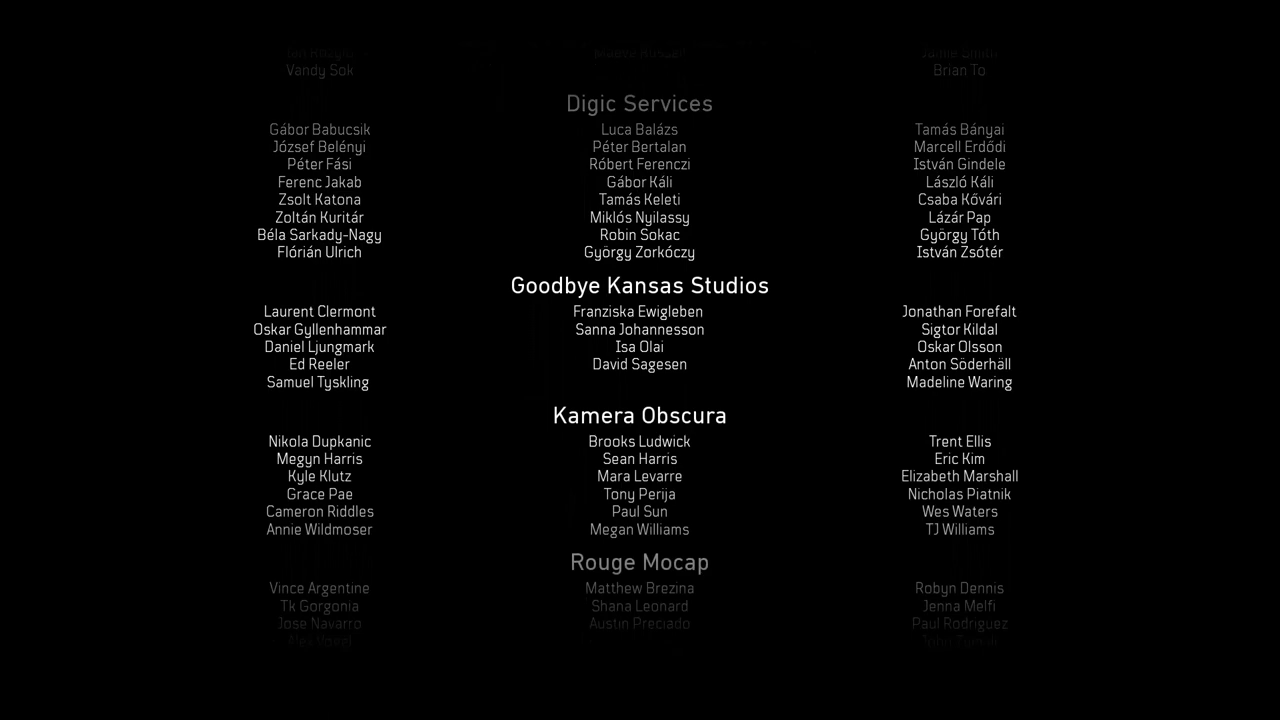 Vandy Sok Brian To
Digic Services
Gábor Babucsik Luca Balázs Tamás Bányai
József Belényi Péter Bertalan Marcell Erdődi
Péter Fási Róbert Ferenczi István Gindele
Ferenc Jakab Gábor Káli László Káli
Zsolt Katona Tamás Keleti Csaba Kővári
Zoltán Kuritár Miklós Nyilassy Lázár Pap
Béla Sarkady-Nagy Robin Sokac György Tóth
Flórián Ulrich György Zorkóczy István Zsótér
Goodbye Kansas Studios
Laurent Clermont Franziska Ewigleben Jonathan Forefalt
Oskar Gyllenhammar Sanna Johannesson Sigtor Kildal
Daniel Ljungmark Isa Olai Oskar Olsson
Ed Reeler David Sagesen Anton Söderhäll
Samuel Tyskling Madeline Waring
Kamera Obscura
Nikola Dupkanic Brooks Ludwick Trent Ellis
Megyn Harris Sean Harris Eric Kim
Kyle Klutz Mara Levarre Elizabeth Marshall
Grace Pae Tony Perija Nicholas Piatnik
Cameron Riddles Paul Sun Wes Waters
Annie Wildmoser Megan Williams TJ Williams
Rouge Mocap
Vince Argentine Matthew Brezina Robyn Dennis
Tk Gorgonia Shana Leonard Jenna Melfi
Jose Navarro Austin Preciado Paul Rodriguez